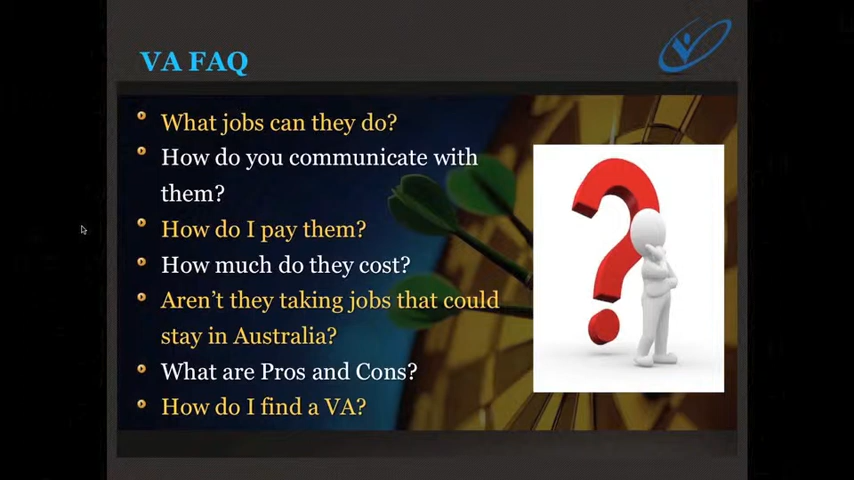 VA FAQ
What jobs can they do?
How do you communicate with
them?
How do I pay them?
How much do they cost?
Aren't they taking jobs that could
stay in Australia?
What are Pros and Cons?
How do I find a VA?